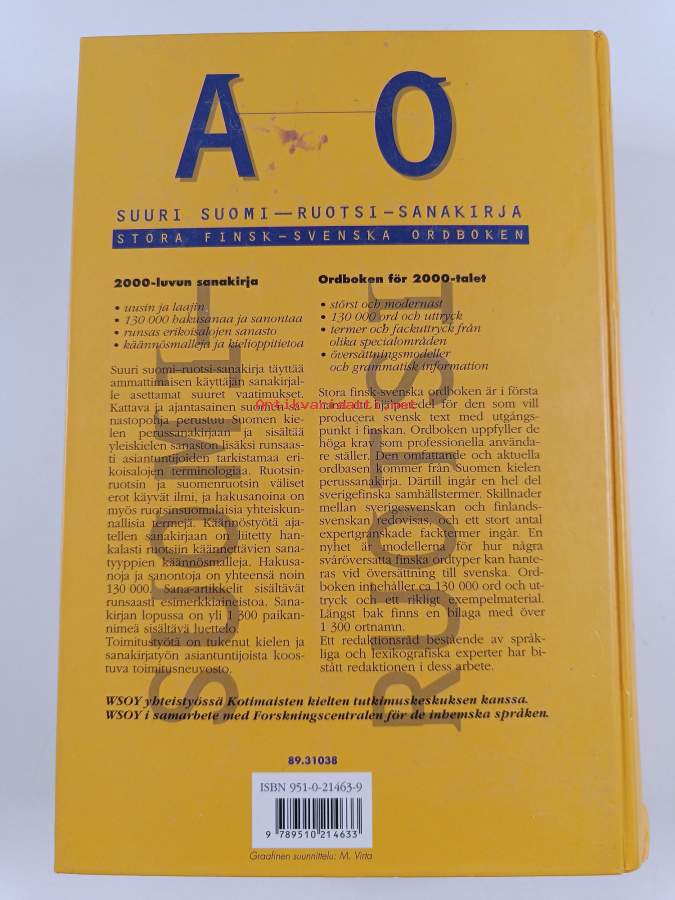 A—O
SUURI SUOMI—RUOTSI-SANAKIRJA
STORA FINSK-SVENSKA ORDBOKEN
2000-luvun sanakirja
• uusin ja laajin
• 130 000 hakusanaa ja sanontaa
• runsas erikoisalojen sanasto
• käännösmalleja ja kielioppitietoa
Suuri suomi–ruotsi-sanakirja täyttää
ammattimaisen käyttäjän sanakirjal-
le asettamat suuret vaatimukset.
Kattava ja ajantasainen suomen sa-
nastopohja perustuu Suomen kie-
len perussanakirjaan ja sisältää
yleiskielen sanaston lisäksi runsaas-
ti asiantuntijoiden tarkistamaa eri-
koisalojen terminologiaa. Ruotsin-
ruotsin ja suomenruotsin väliset
erot käyvät ilmi, ja hakusanoina on
myös ruotsinsuomalaisia yhteiskun-
nallisia termejä. Käännöstyötä aja-
tellen sanakirjaan on liitetty han-
kalasti ruotsiin käännettävien sana-
tyyppien käännösmalleja. Hakusa-
noja ja sanontoja on yhteensä noin
130 000. Sana-artikkelit sisältävät
runsaasti esimerkkiaineistoa. Sana-
kirjan lopussa on yli 1 300 paikan-
nimeä sisältävä luettelo.
Toimitustyötä on tukenut kielen ja
sanakirjatyön asiantuntijoista koos-
tuva toimitusneuvosto.
Ordboken för 2000-talet
• störst och modernast
• 130 000 ord och uttryck
• termer och fackuttryck från
olika specialområden
• översättningsmodeller
och grammatisk information
Stora finsk-svenska ordboken är i första
hand ett hjälpmedel för den som vill
producera svensk text med utgångs-
punkt i finskan. Ordboken uppfyller de
höga krav som professionella använda-
re ställer. Den omfattande och aktuella
ordbasen kommer från Suomen kielen
perussanakirja. Därtill ingår en hel del
sverigefinska samhällstermer. Skillnader
mellan sverigesvenskan och finlands-
svenskan redovisas, och ett stort antal
expertgranskade facktermer ingår. En
nyhet är modellerna för hur några
svåröversatta finska ordtyper kan hante-
ras vid översättning till svenska. Ord-
boken innehåller ca 130 000 ord och ut-
tryck och ett rikligt exempelmaterial.
Längst bak finns en bilaga med över
1 300 ortnamn.
Ett redaktionsråd bestående av språk-
liga och lexikografiska experter har bi-
stått redaktionen i dess arbete.
SUOMI–
RUOTSI
Antikvariaatti.net
WSOY yhteistyössä Kotimaisten kielten tutkimuskeskuksen kanssa.
WSOY i samarbete med Forskningscentralen för de inhemska språken.
89.31038
ISBN 951-0-21463-9
9 789510 214633
Graafinen suunnittelu: M. Virta